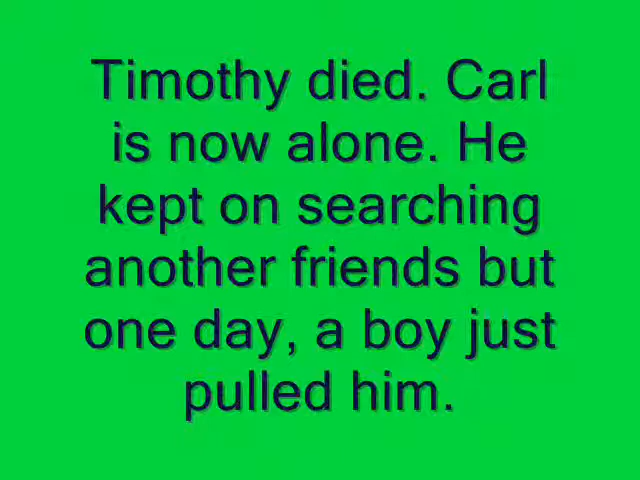 Timothy died. Carl
is now alone. He
kept on searching
another friends but
one day, a boy just
pulled him.